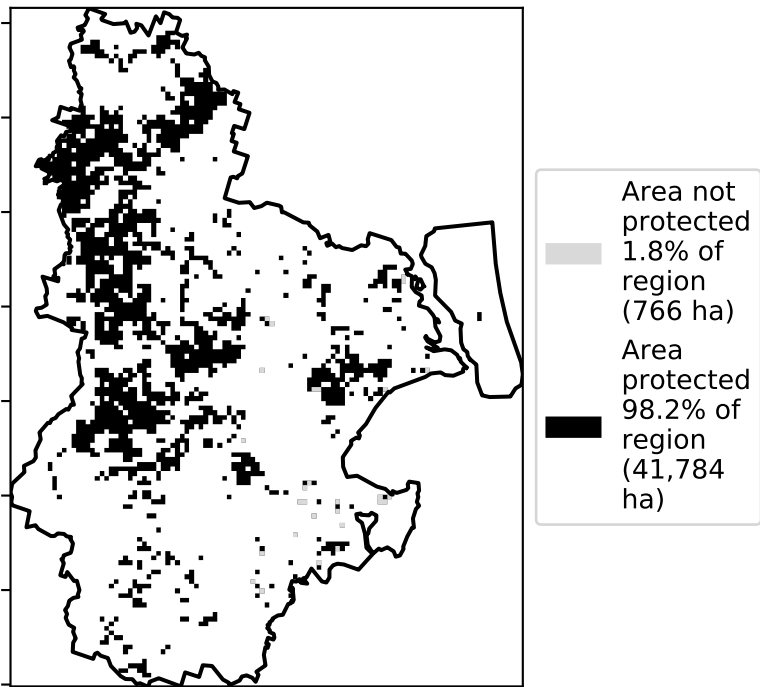 Area not
protected
1.8% of
region
(766 ha)
Area
protected
98.2% of
region
(41,784
ha)